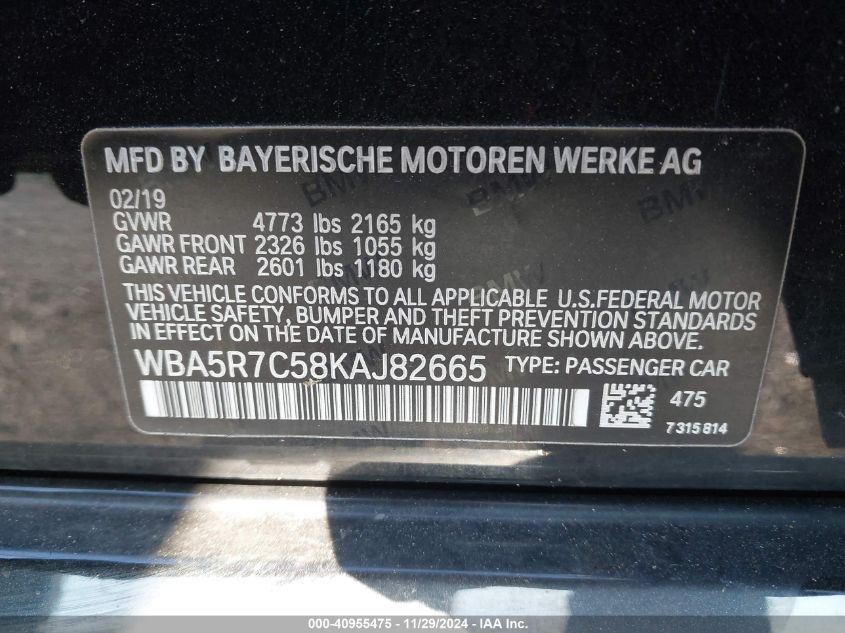 MFD BY BAYERISCHE MOTOREN WERKE AG
02/19
GVWR 4773 lbs 2165 kg
GAWR FRONT 2326 lbs 1055 kg
GAWR REAR 2601 lbs 1180 kg
THIS VEHICLE CONFORMS TO ALL APPLICABLE U.S.FEDERAL MOTOR
VEHICLE SAFETY, BUMPER AND THEFT PREVENTION STANDARDS
IN EFFECT ON THE DATE OF MANUFACTURE SHOWN ABOVE.
WBA5R7C58KAJ82665 TYPE: PASSENGER CAR
475
7315814
000-40955475 - 11/29/2024 - IAA Inc.